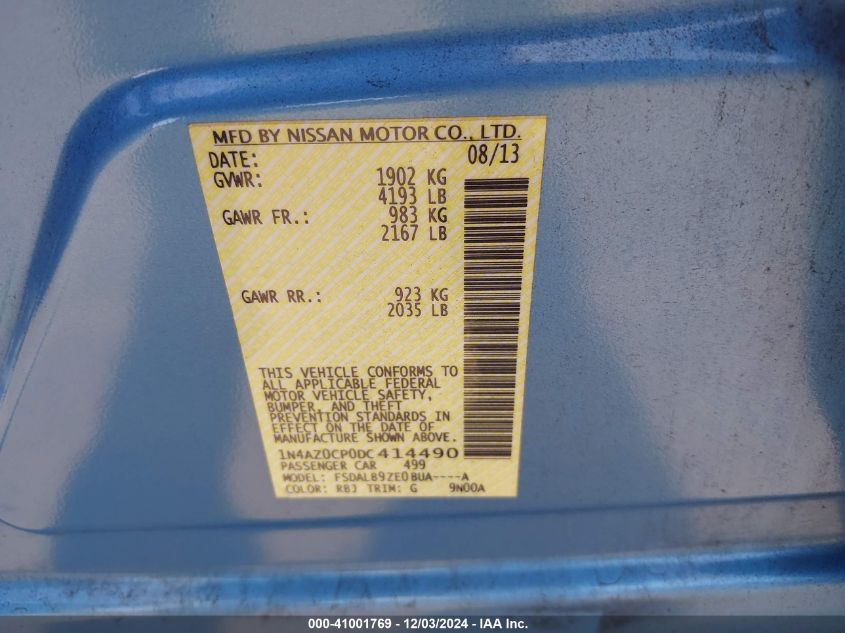 MFD BY NISSAN MOTOR CO., LTD.
DATE: 08/13
GVWR: 1902 KG
4193 LB
GAWR FR.: 983 KG
2167 LB
GAWR RR.: 923 KG
2035 LB
THIS VEHICLE CONFORMS TO
ALL APPLICABLE FEDERAL
MOTOR VEHICLE SAFETY,
BUMPER, AND THEFT
PREVENTION STANDARDS IN
EFFECT ON THE DATE OF
MANUFACTURE SHOWN ABOVE.
1N4AZ0CP0DC414490
PASSENGER CAR 499
MODEL: FSDALB9ZE0BUA----A
COLOR: RBJ TRIM: G 9N00A
000-41001769 - 12/03/2024 - IAA Inc.